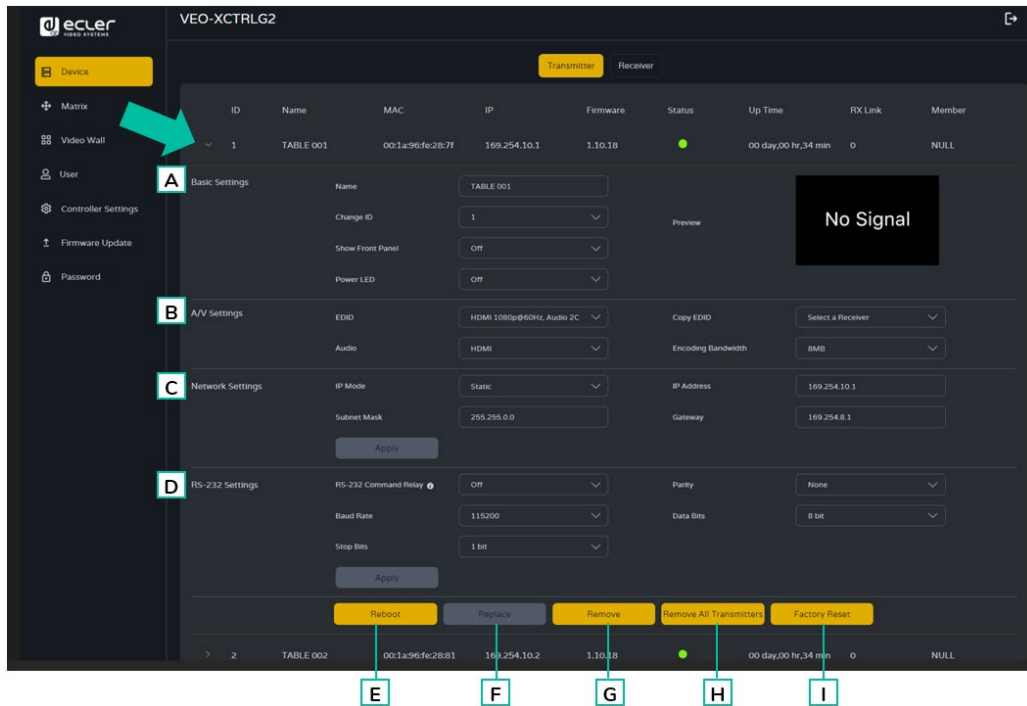 ecler
VIDEO SYSTEMS
VEO-XCTRLG2
Device
Matrix
Video Wall
User
Controller Settings
Firmware Update
Password
Transmitter Receiver
ID Name MAC IP Firmware Status Up Time RX Link Member
1 TABLE 001 00:1a:96:fe:28:7f 169.254.10.1 1.10.18 00 day,00 hr,34 min 0 NULL
A Basic Settings
Name TABLE 001
Change ID 1
Show Front Panel Off
Power LED Off
Preview No Signal
B A/V Settings
EDID HDMI 1080p@60Hz, Audio 2C Copy EDID Select a Receiver
Audio HDMI Encoding Bandwidth 8MB
C Network Settings
IP Mode Static IP Address 169.254.10.1
Subnet Mask 255.255.0.0 Gateway 169.254.8.1
Apply
D RS-232 Settings
RS-232 Command Relay Off Parity None
Baud Rate 115200 Data Bits 8 bit
Stop Bits 1 bit
Apply
Reboot Replace Remove Remove All Transmitters Factory Reset
2 TABLE 002 00:1a:96:fe:28:81 169.254.10.2 1.10.18 00 day,00 hr,34 min 0 NULL
E F G H I